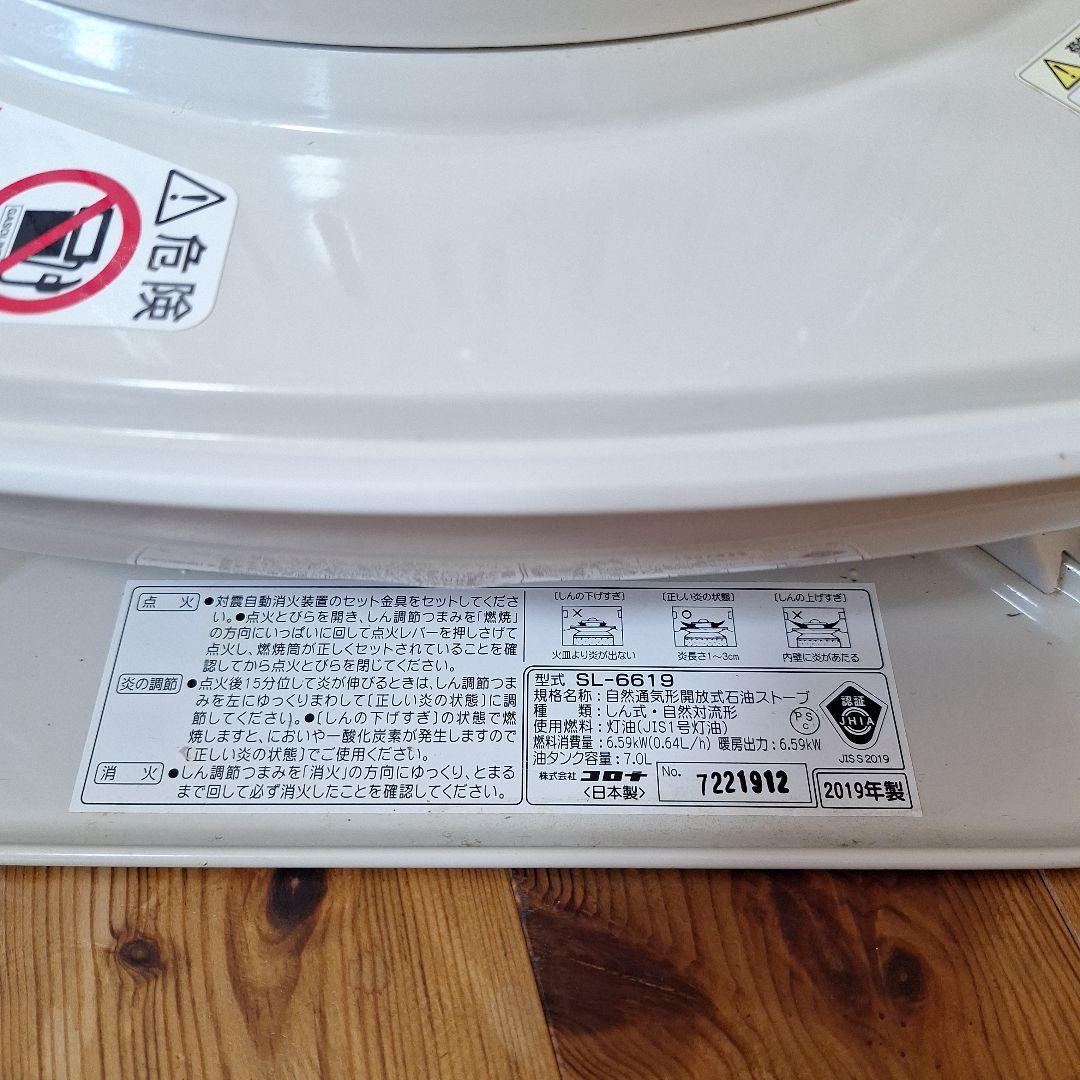 危険
GASOLI
点火
●対震自動消火装置のセット金具をセットしてくださ
い。●点火とびらを開き、しん調節つまみを「燃焼」
の方向にいっぱいに回して点火レバーを押しさげて
点火し、燃焼筒が正しくセットされていることを確
認してから点火とびらを閉じてください。
炎の調節
●点火後15分位して炎が伸びるときは、しん調節つま
みを左にゆっくりまわして〔正しい炎の状態〕に調
節してください。●〔しんの下げすぎ〕の状態で燃
焼しますと、においや一酸化炭素が発生しますので
〔正しい炎の状態〕でご使用ください。
消火
●しん調節つまみを「消火」の方向にゆっくり、とまる
まで回して必ず消火したことを確認してください。
〔しんの下げすぎ〕 〔正しい炎の状態〕 〔しんの上げすぎ〕
火皿より炎が出ない 炎長さ1~3cm 内壁に炎があたる
型式 SL-6619
規格名称:自然通気形開放式石油ストーブ
種類:しん式・自然対流形
使用燃料:灯油(JIS1号灯油)
燃料消費量:6.59kW(0.64L/h) 暖房出力:6.59kW
油タンク容量:7.0L
PSC
認証
JHIA
JIS S 2019
株式会社 コロナ
<日本製>
No. 7221912
2019年製